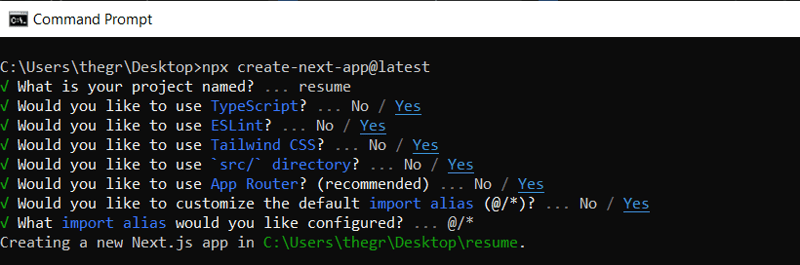 Command Prompt
C:\Users\thegr\Desktop>npx create-next-app@latest
√ What is your project named? ... resume
√ Would you like to use TypeScript? ... No / Yes
√ Would you like to use ESLint? ... No / Yes
√ Would you like to use Tailwind CSS? ... No / Yes
√ Would you like to use `src/` directory? ... No / Yes
√ Would you like to use App Router? (recommended) ... No / Yes
√ Would you like to customize the default import alias (@/*)? ... No / Yes
√ What import alias would you like configured? ... @/*
Creating a new Next.js app in C:\Users\thegr\Desktop\resume.